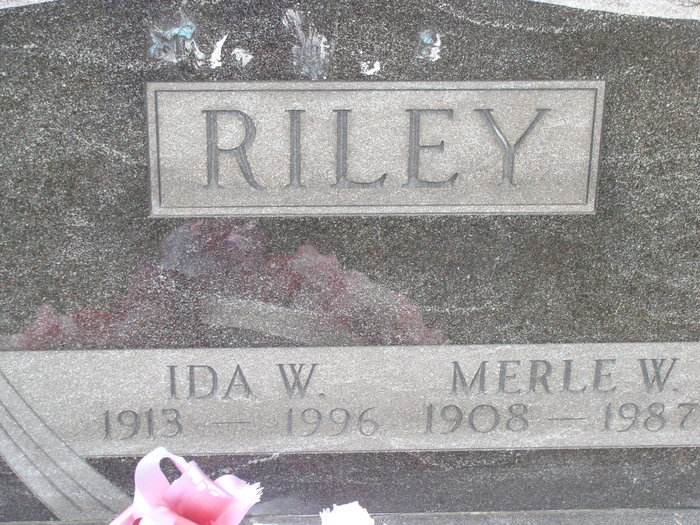 RILEY
IDA W. MERLE W.
1913 — 1996 1908 — 1987